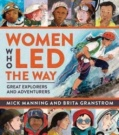 WOMEN
WHO
LED
THE WAY
GREAT EXPLORERS
AND ADVENTURERS
MICK MANNING AND BRITA GRANSTRÖM